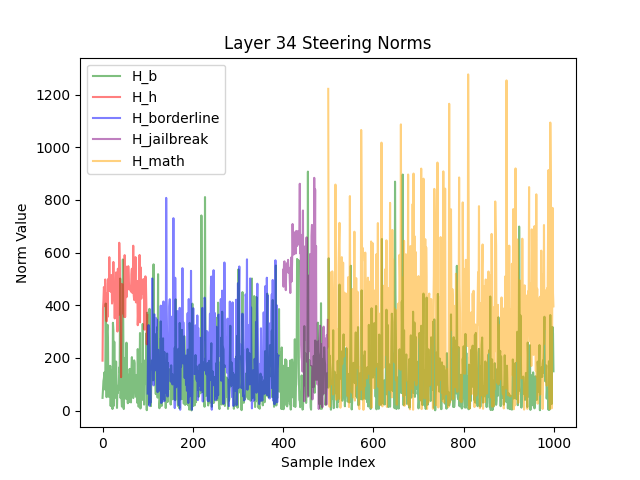 Layer 34 Steering Norms
H_b
H_h
H_borderline
H_jailbreak
H_math
1200
1000
800
600
400
200
0
Norm Value
0
200
400
600
800
1000
Sample Index